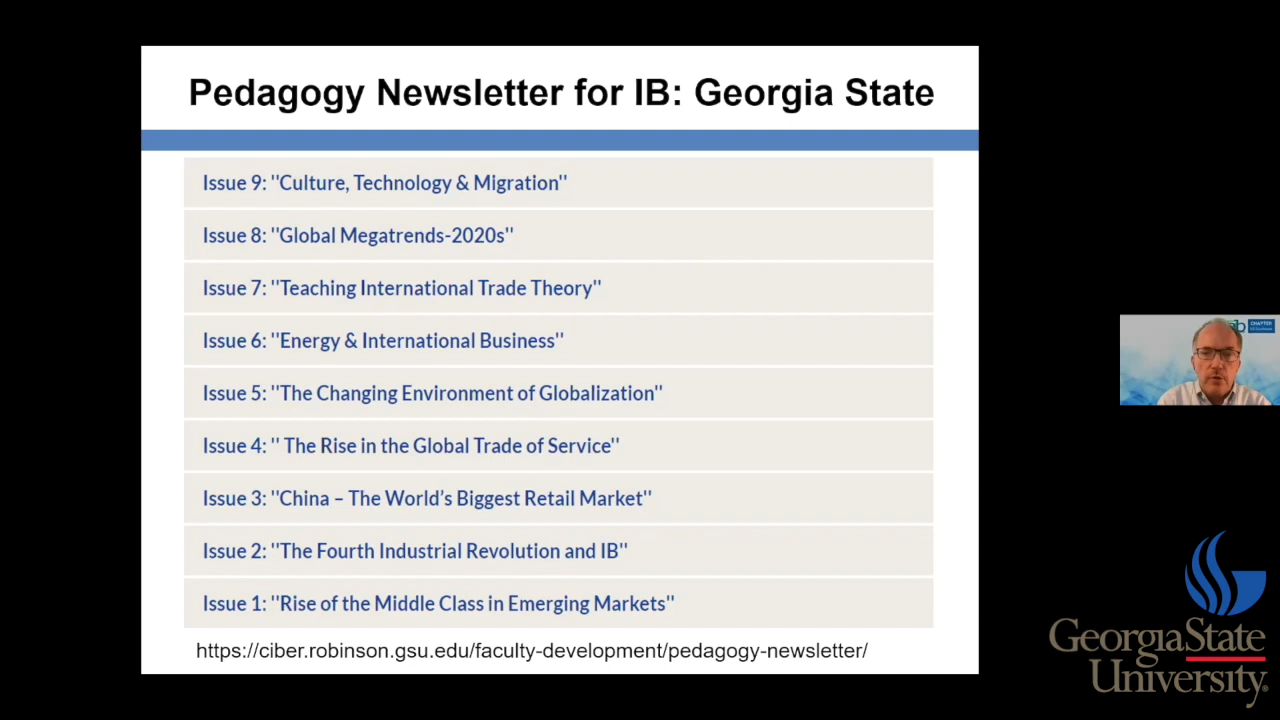 Pedagogy Newsletter for IB: Georgia State
Issue 9: "Culture, Technology & Migration"
Issue 8: "Global Megatrends-2020s"
Issue 7: "Teaching International Trade Theory"
Issue 6: "Energy & International Business"
Issue 5: "The Changing Environment of Globalization"
Issue 4: " The Rise in the Global Trade of Service"
Issue 3: "China – The World's Biggest Retail Market"
Issue 2: "The Fourth Industrial Revolution and IB"
Issue 1: "Rise of the Middle Class in Emerging Markets"
https://ciber.robinson.gsu.edu/faculty-development/pedagogy-newsletter/
CHAPTER
GeorgiaState
University®